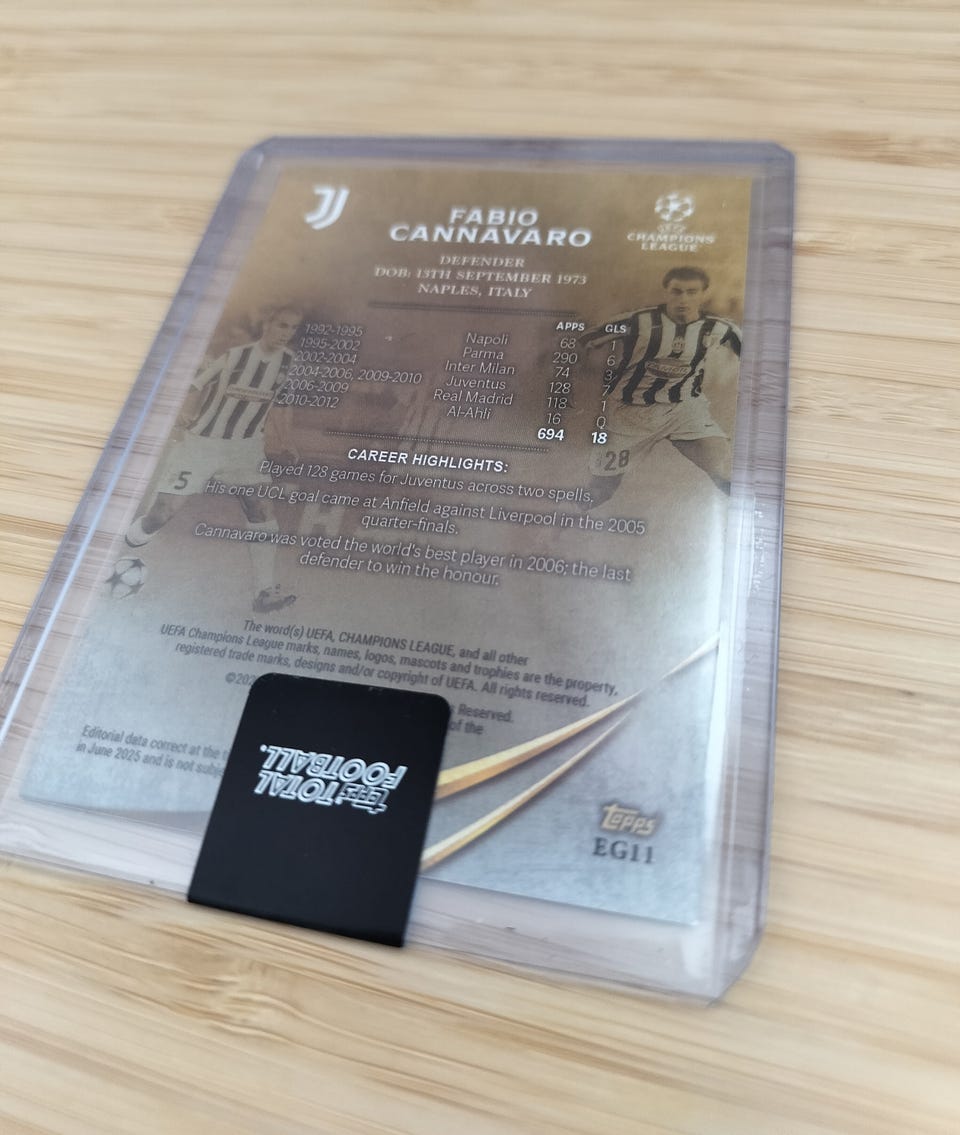 FABIO
CANNAVARO
UEFA
CHAMPIONS
LEAGUE
DEFENDER
DOB: 13TH SEPTEMBER 1973
NAPLES, ITALY
APPS GLS
1992-1995 Napoli 68 1
1995-2002 Parma 290 6
2002-2004 Inter Milan 74 3
2004-2006, 2009-2010 Juventus 128 7
2006-2009 Real Madrid 118 1
2010-2012 Al-Ahli 16 0
694 18
28
5
CAREER HIGHLIGHTS:
Played 128 games for Juventus across two spells.
His one UCL goal came at Anfield against Liverpool in the 2005
quarter-finals.
Cannavaro was voted the world's best player in 2006; the last
defender to win the honour.
The word(s) UEFA, CHAMPIONS LEAGUE, and all other
UEFA Champions League marks, names, logos, mascots and trophies are the property,
registered trade marks, designs and/or copyright of UEFA. All rights reserved.
Reserved.
of the
Editorial data correct at the
in June 2025 and is not
topps TOTAL
FOOTBALL.
Topps
EG11